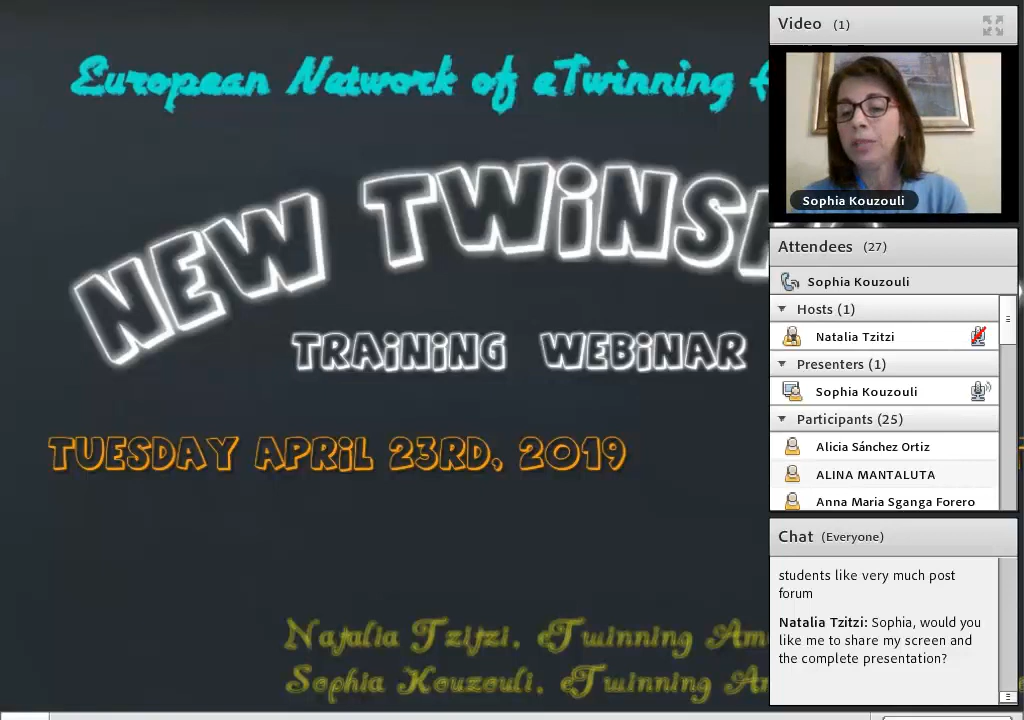 European Network of eTwinning
NEW TWINSP
TRAINING WEBINAR
TUESDAY APRIL 23RD, 2019
Natalia Tzitzi, eTwinning Am
Sophia Kouzouli, eTwinning Am
Video (1)
Sophia Kouzouli
Attendees (27)
Sophia Kouzouli
Hosts (1)
Natalia Tzitzi
Presenters (1)
Sophia Kouzouli
Participants (25)
Alicia Sánchez Ortiz
ALINA MANTALUTA
Anna Maria Sganga Forero
Chat (Everyone)
students like very much post
forum
Natalia Tzitzi: Sophia, would you
like me to share my screen and
the complete presentation?